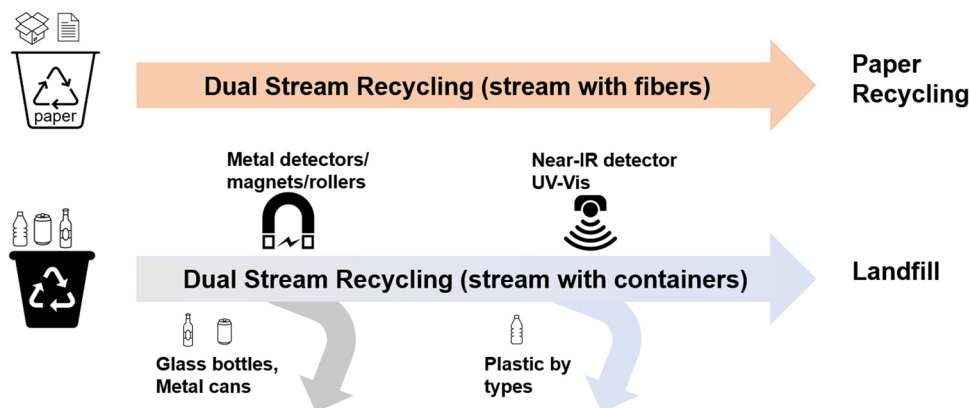 Dual Stream Recycling (stream with fibers)
Paper
Recycling
paper
Metal detectors/
magnets/rollers
Near-IR detector
UV-Vis
Dual Stream Recycling (stream with containers)
Landfill
Glass bottles,
Metal cans
Plastic by
types